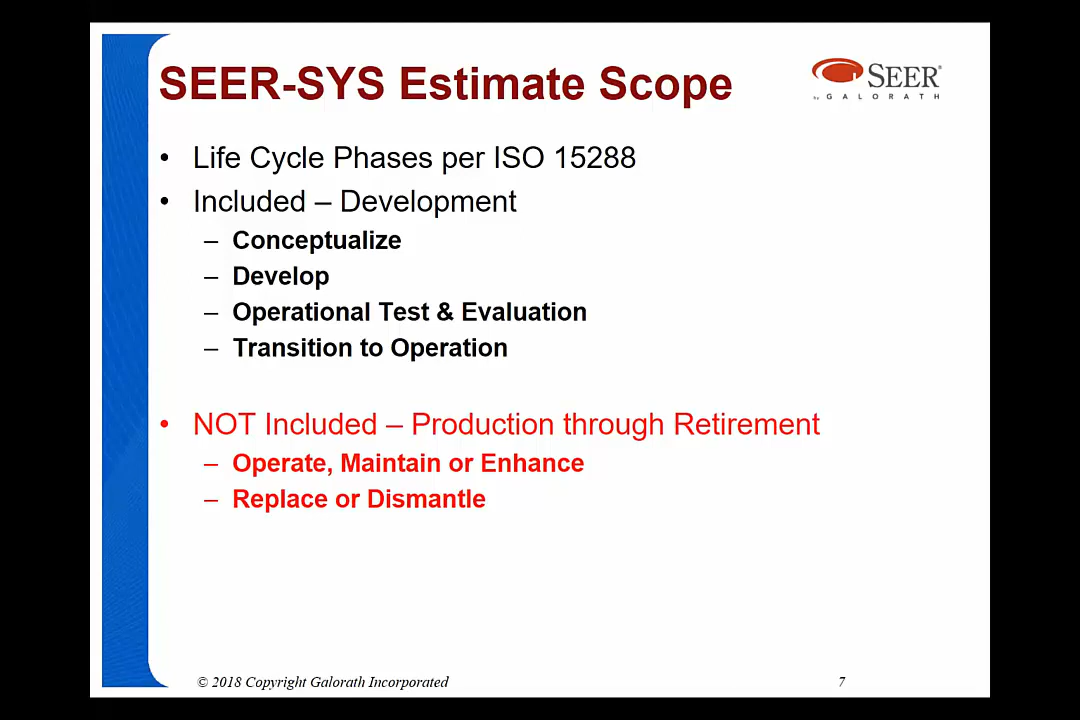 SEER-SYS Estimate Scope
SEER®
by GALORATH
• Life Cycle Phases per ISO 15288
• Included – Development
– Conceptualize
– Develop
– Operational Test & Evaluation
– Transition to Operation
• NOT Included – Production through Retirement
– Operate, Maintain or Enhance
– Replace or Dismantle
© 2018 Copyright Galorath Incorporated
7